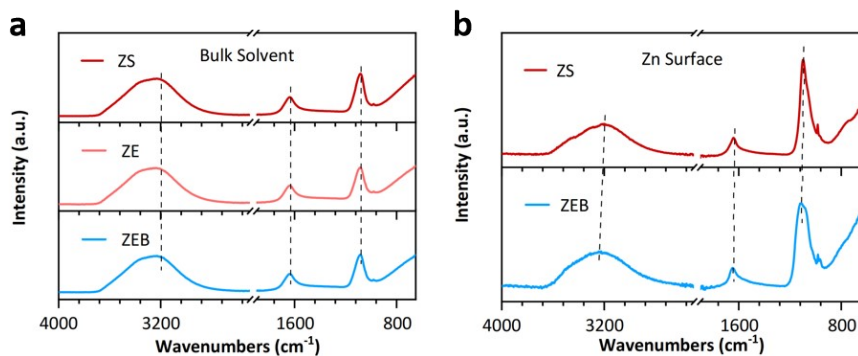 a
ZS
Bulk Solvent
ZE
ZEB
Intensity (a.u.)
4000 3200 1600 800
Wavenumbers (cm⁻¹)
b
Zn Surface
ZS
ZEB
Intensity (a.u.)
4000 3200 1600 800
Wavenumbers (cm⁻¹)